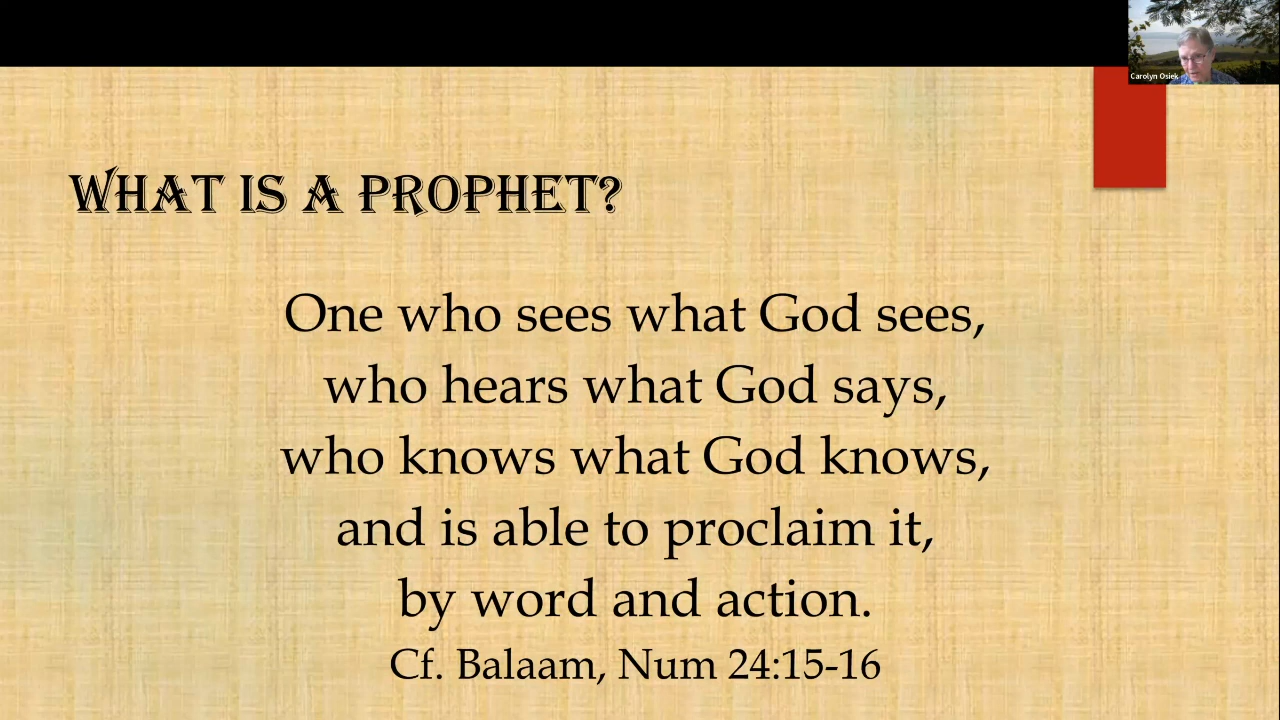 Carolyn Osiek
WHAT IS A PROPHET?
One who sees what God sees,
who hears what God says,
who knows what God knows,
and is able to proclaim it,
by word and action.
Cf. Balaam, Num 24:15-16